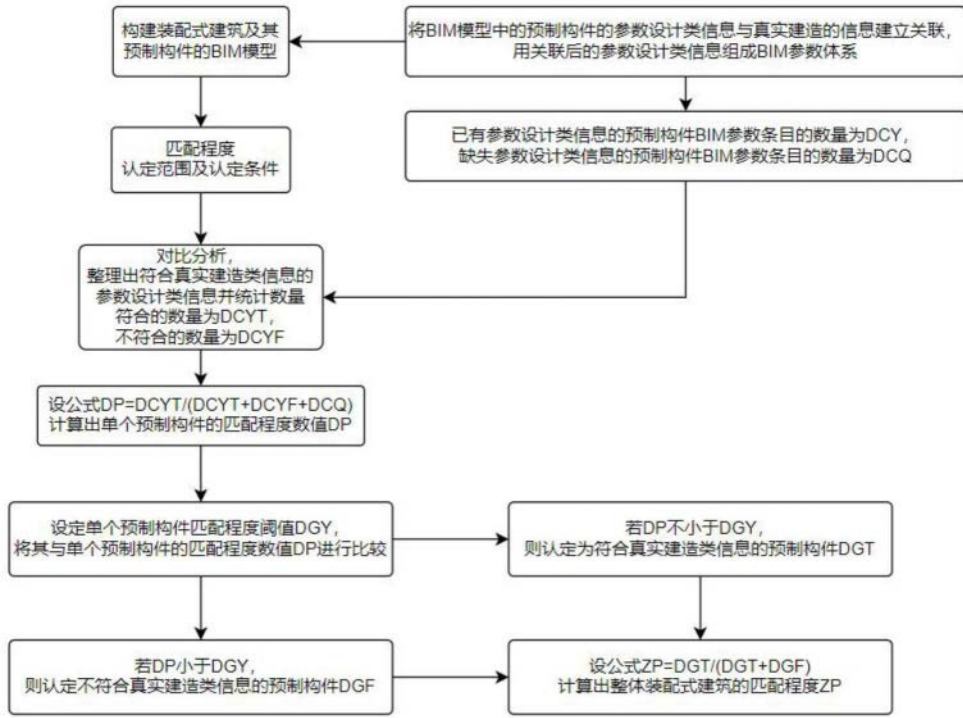 构建装配式建筑及其
预制构件的BIM模型
将BIM模型中的预制构件的参数设计类信息与真实建造的信息建立关联，
用关联后的参数设计类信息组成BIM参数体系
匹配程度
认定范围及认定条件
已有参数设计类信息的预制构件BIM参数条目的数量为DCY，
缺失参数设计类信息的预制构件BIM参数条目的数量为DCQ
对比分析，
整理出符合真实建造类信息的
参数设计类信息并统计数量
符合的数量为DCYT，
不符合的数量为DCYF
设公式DP=DCYT/(DCYT+DCYF+DCQ)
计算出单个预制构件的匹配程度数值DP
设定单个预制构件匹配程度阈值DGY，
将其与单个预制构件的匹配程度数值DP进行比较
若DP不小于DGY，
则认定为符合真实建造类信息的预制构件DGT
若DP小于DGY，
则认定不符合真实建造类信息的预制构件DGF
设公式ZP=DGT/(DGT+DGF)
计算出整体装配式建筑的匹配程度ZP